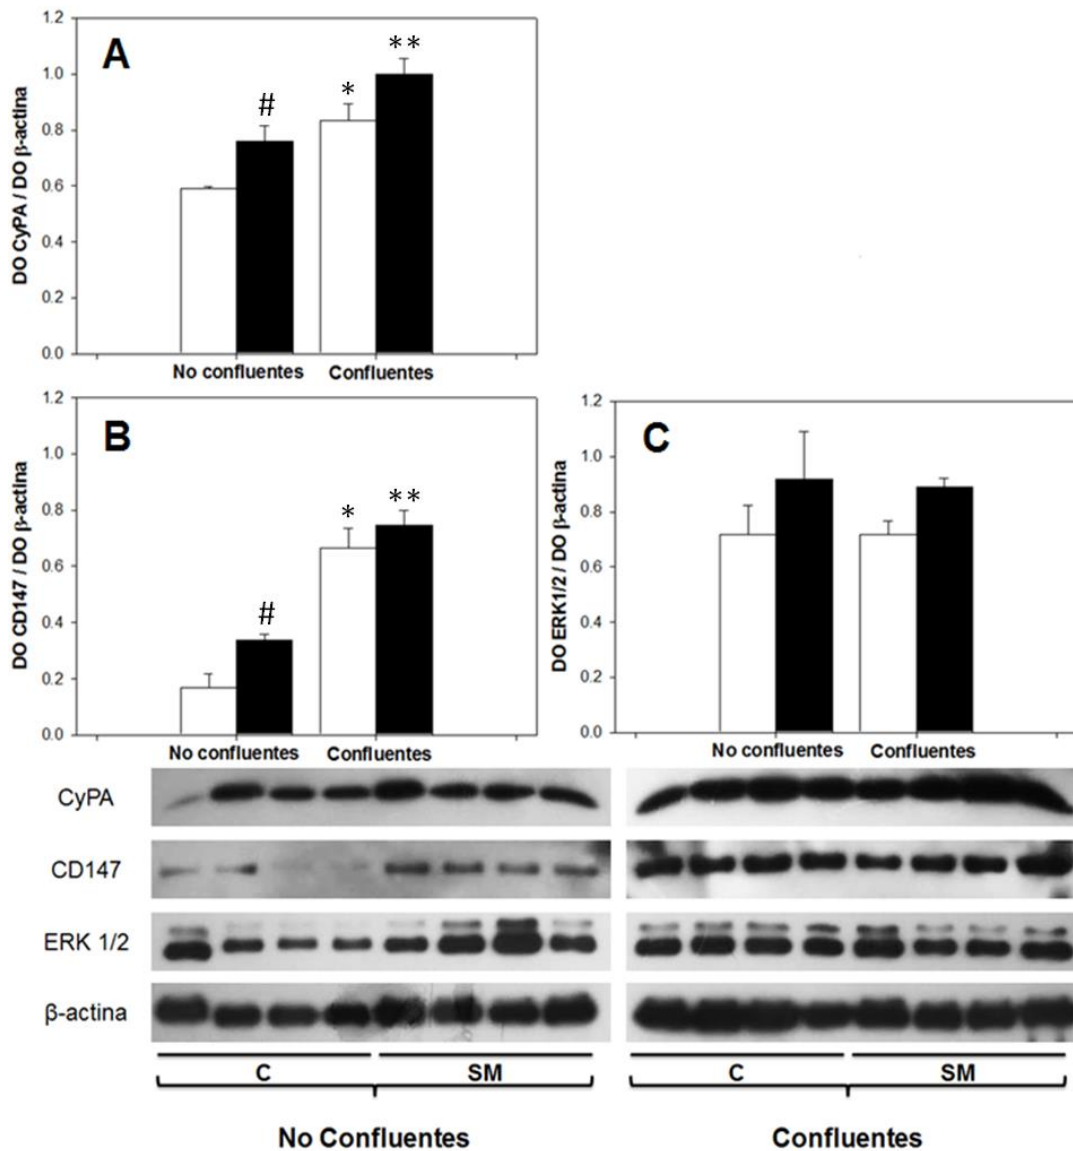 A
DO CyPA / DO β-actina
1.2
1.0
0.8
0.6
0.4
0.2
0.0
#
*
**
No confluentes
Confluentes
B
DO CD147 / DO β-actina
1.2
1.0
0.8
0.6
0.4
0.2
0.0
#
*
**
No confluentes
Confluentes
C
DO ERK1/2 / DO β-actina
1.2
1.0
0.8
0.6
0.4
0.2
0.0
No confluentes
Confluentes
CyPA
CD147
ERK 1/2
β-actina
C
SM
C
SM
No Confluentes
Confluentes